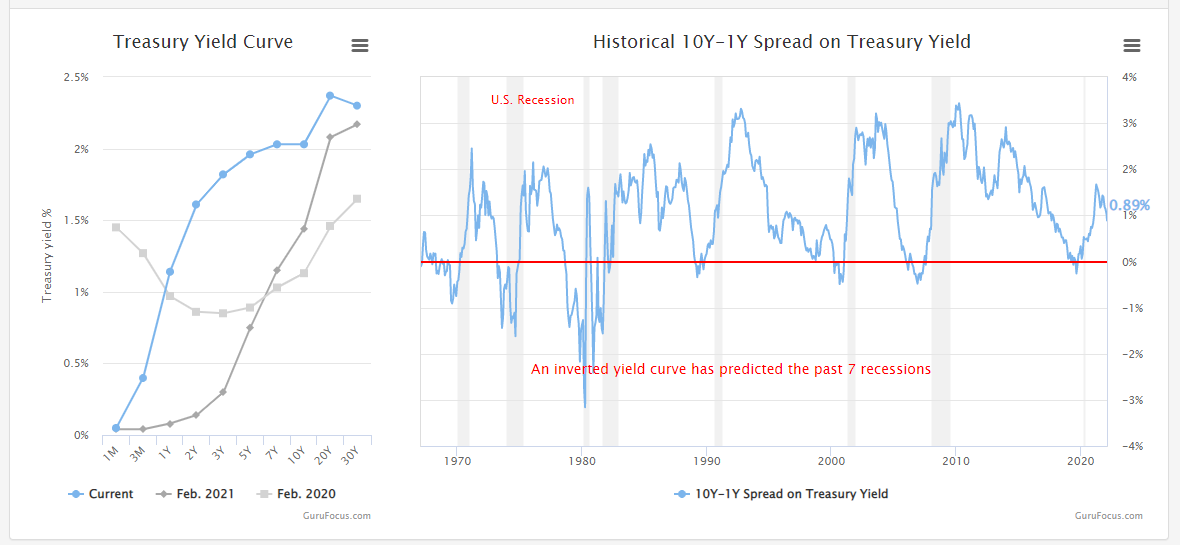 Treasury Yield Curve
Treasury yield %
2.5%
2%
1.5%
1%
0.5%
0%
1M
3M
1Y
2Y
3Y
5Y
7Y
10Y
20Y
30Y
Current
Feb. 2021
Feb. 2020
GuruFocus.com
Historical 10Y-1Y Spread on Treasury Yield
U.S. Recession
An inverted yield curve has predicted the past 7 recessions
4%
3%
2%
0.89%
1%
0%
-1%
-2%
-3%
-4%
1970
1980
1990
2000
2010
2020
10Y-1Y Spread on Treasury Yield
GuruFocus.com